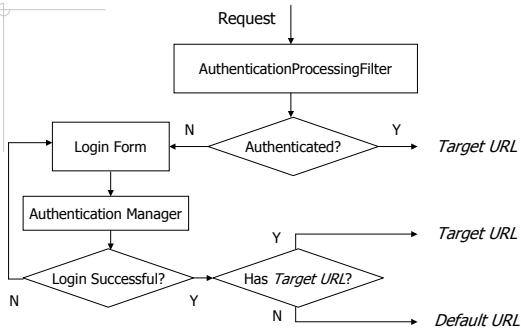 Request
AuthenticationProcessingFilter
N
Y
Login Form
Authenticated?
Target URL
Authentication Manager
Y
Target URL
Login Successful?
Has Target URL?
N
Y
N
Default URL